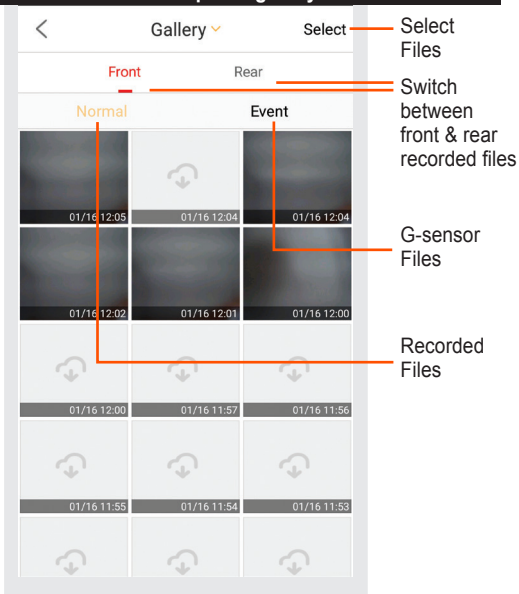 Gallery
Select
Select
Files
Front
Rear
Switch
between
front & rear
recorded files
Normal
Event
01/16 12:05
01/16 12:04
01/16 12:04
G-sensor
Files
01/16 12:02
01/16 12:01
01/16 12:00
Recorded
Files
01/16 12:00
01/16 11:57
01/16 11:56
01/16 11:55
01/16 11:54
01/16 11:53